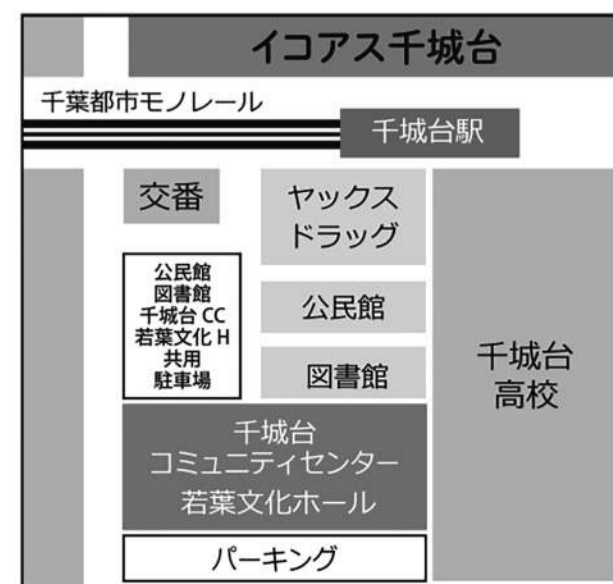 イコアス千城台
千葉都市モノレール
千城台駅
交番
ヤックス
ドラッグ
公民館
図書館
千城台 CC
若葉文化 H
共用
駐車場
公民館
図書館
千城台
高校
千城台
コミュニティセンター
若葉文化ホール
パーキング